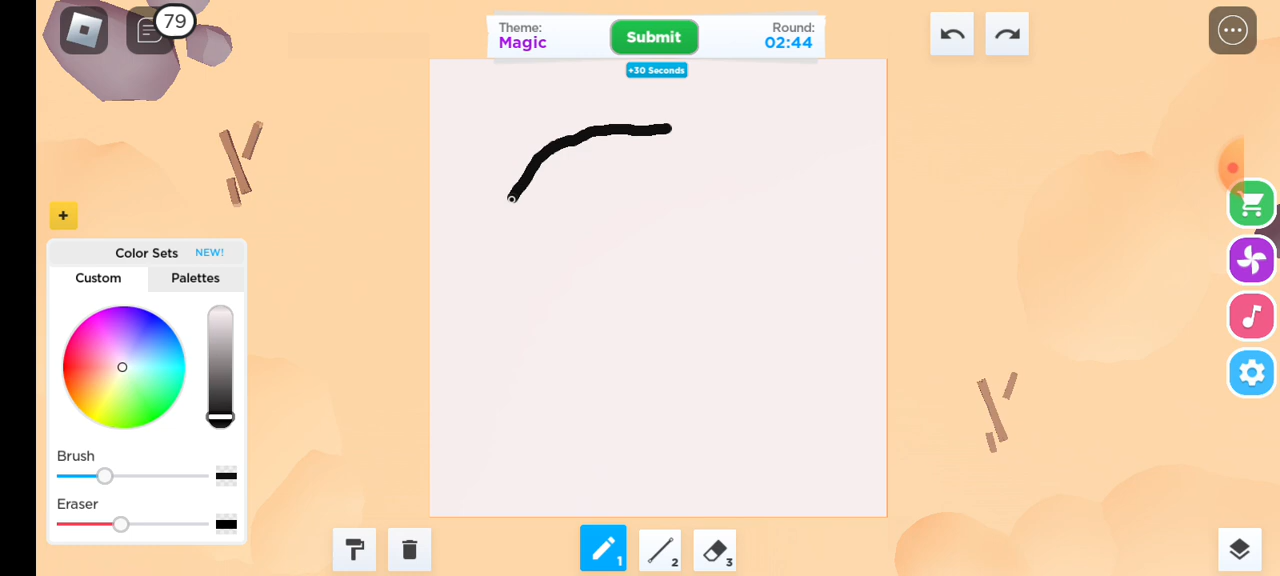 79
Theme:
Magic
Submit
Round:
02:44
+30 Seconds
+
Color Sets NEW!
Custom Palettes
Brush
Eraser
1
2
3